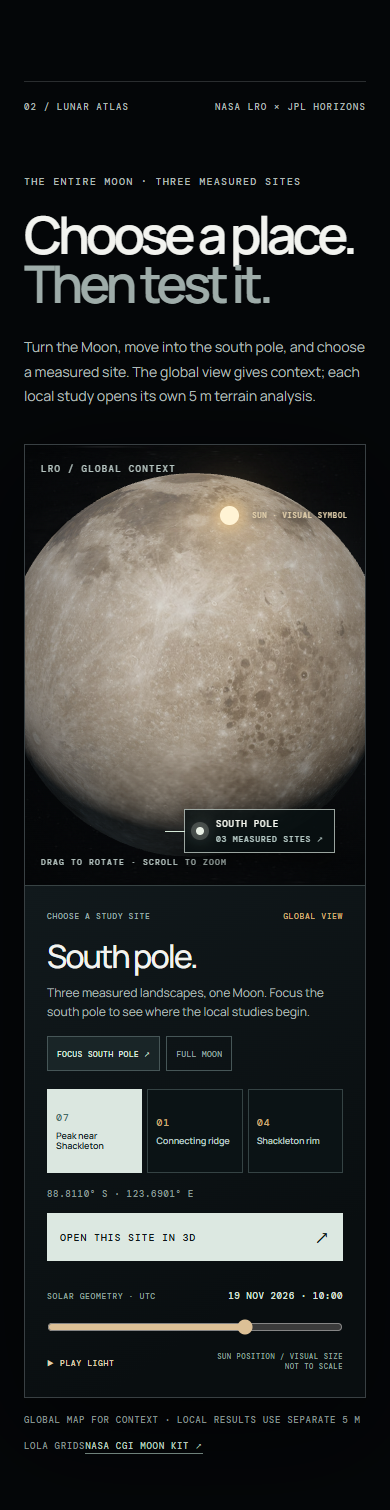 02 / LUNAR ATLAS
NASA LRO × JPL HORIZONS
THE ENTIRE MOON · THREE MEASURED SITES
Choose a place.
Then test it.
Turn the Moon, move into the south pole, and choose
a measured site. The global view gives context; each
local study opens its own 5 m terrain analysis.
LRO / GLOBAL CONTEXT
SUN · VISUAL SYMBOL
SOUTH POLE
03 MEASURED SITES ↗
DRAG TO ROTATE · SCROLL TO ZOOM
CHOOSE A STUDY SITE
GLOBAL VIEW
South pole.
Three measured landscapes, one Moon. Focus the
south pole to see where the local studies begin.
FOCUS SOUTH POLE ↗
FULL MOON
07
Peak near
Shackleton
01
Connecting ridge
04
Shackleton rim
88.8110° S · 123.6901° E
OPEN THIS SITE IN 3D ↗
SOLAR GEOMETRY · UTC
19 NOV 2026 · 10:00
▶ PLAY LIGHT
SUN POSITION / VISUAL SIZE
NOT TO SCALE
GLOBAL MAP FOR CONTEXT · LOCAL RESULTS USE SEPARATE 5 M
LOLA GRIDSNASA CGI MOON KIT ↗